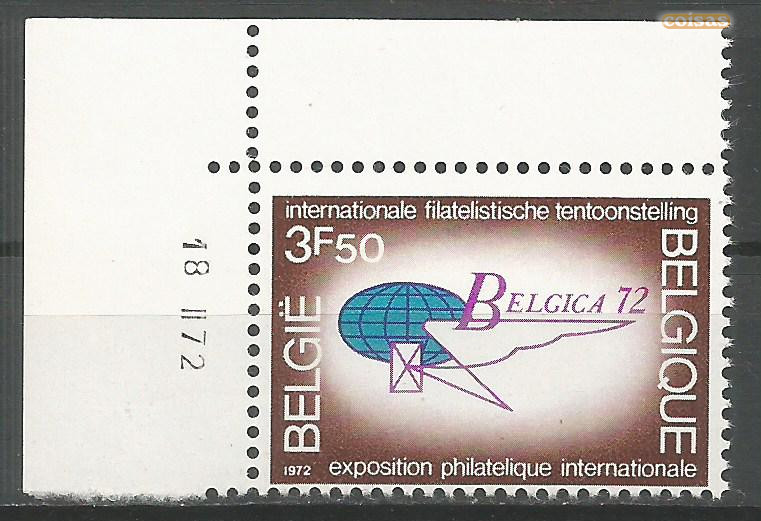 coisas
internationale filatelistische tentoonstelling
3F50
BELGIË
BELGICA 72
BELGIQUE
1972 exposition philatelique internationale
18 II 72